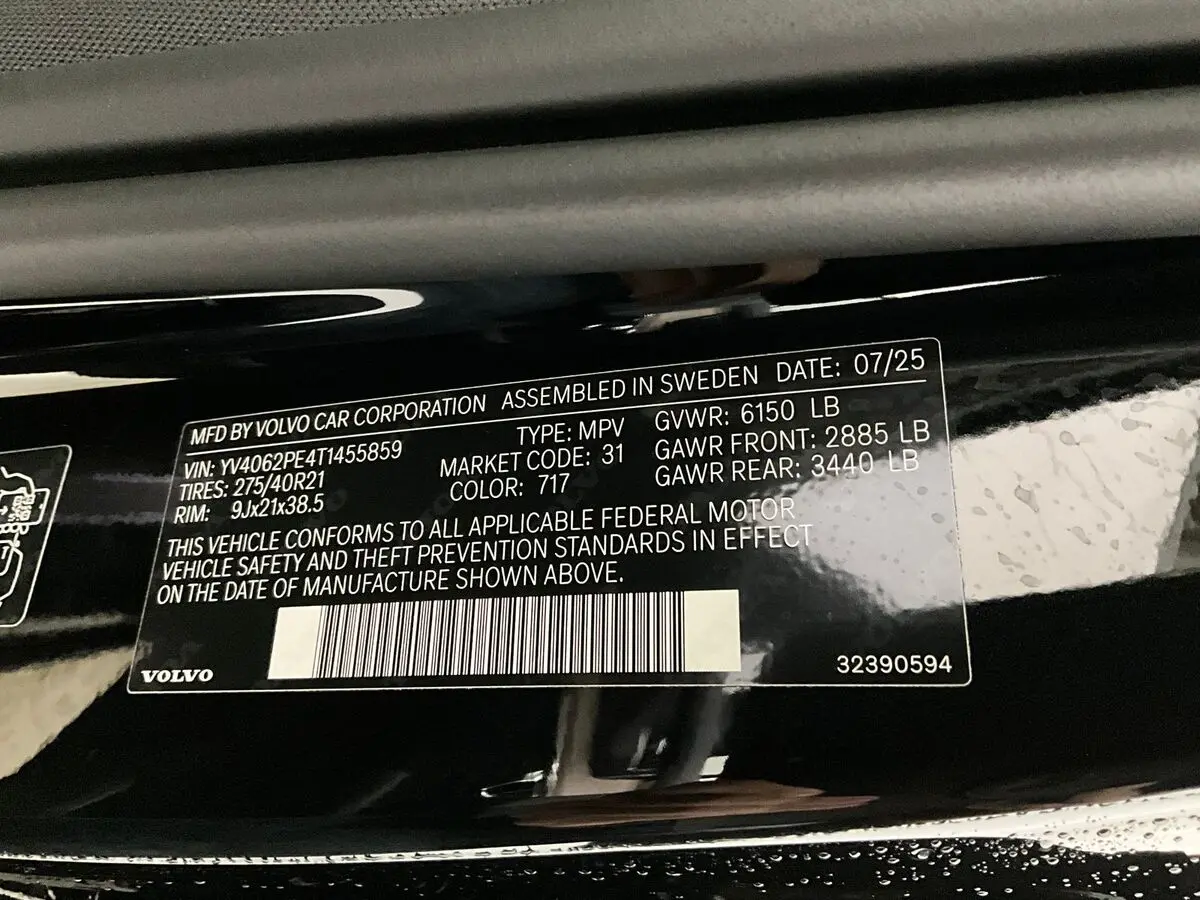 MFD BY VOLVO CAR CORPORATION ASSEMBLED IN SWEDEN DATE: 07/25
VIN: YV4062PE4T1455859 TYPE: MPV GVWR: 6150 LB
TIRES: 275/40R21 MARKET CODE: 31 GAWR FRONT: 2885 LB
RIM: 9Jx21x38.5 COLOR: 717 GAWR REAR: 3440 LB
THIS VEHICLE CONFORMS TO ALL APPLICABLE FEDERAL MOTOR
VEHICLE SAFETY AND THEFT PREVENTION STANDARDS IN EFFECT
ON THE DATE OF MANUFACTURE SHOWN ABOVE.
VOLVO 32390594